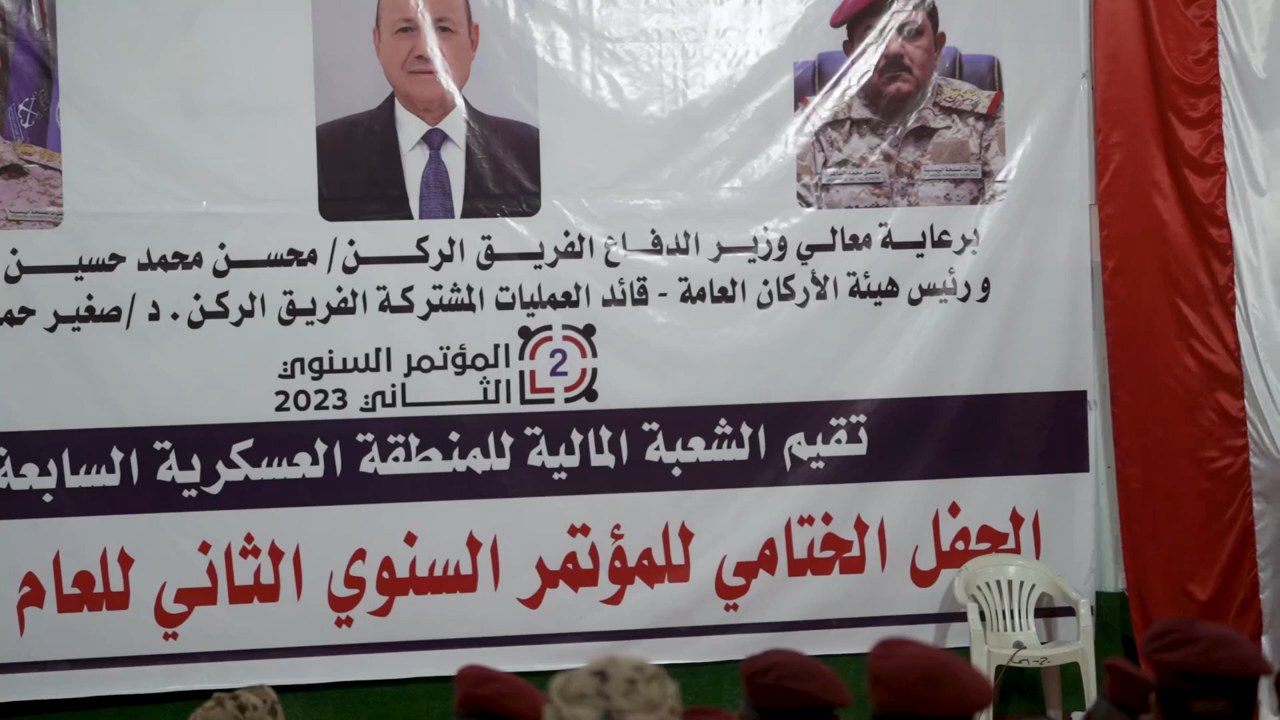 برعاية معالي وزير الدفاع الفريق الركن/ محسن محمد حسين
و رئيس هيئة الأركان العامة - قائد العمليات المشتركة الفريق الركن. د /صغير
المؤتمر السنوي
الثاني 2023
2
تقيم الشعبة المالية للمنطقة العسكرية السابعة
الحفل الختامي للمؤتمر السنوي الثاني للعام